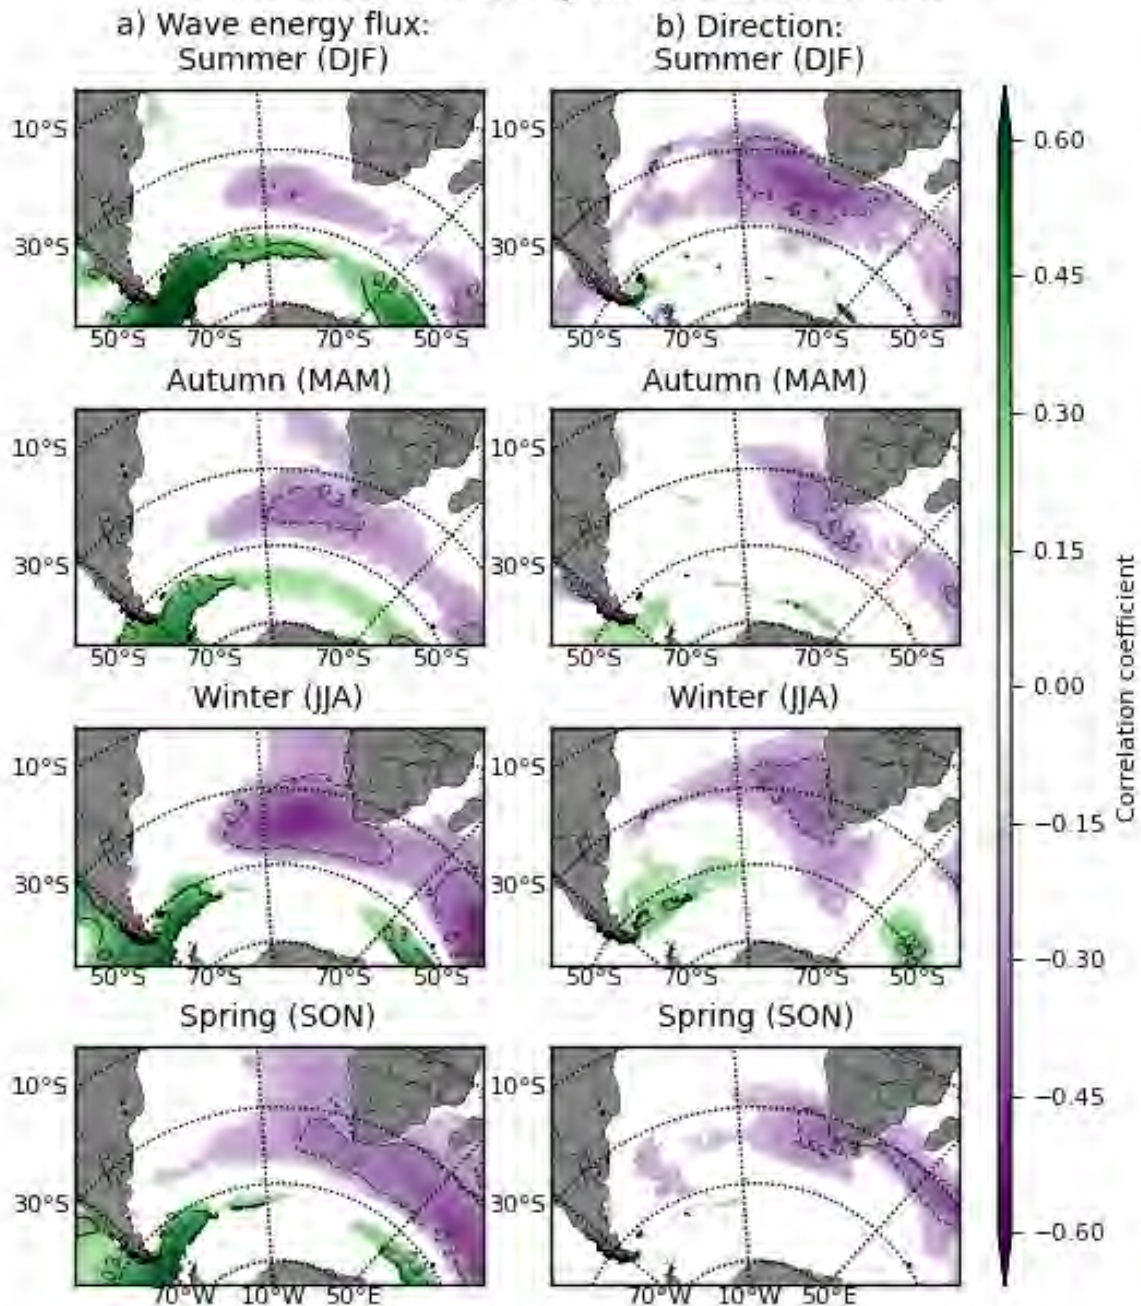 a) Wave energy flux:
Summer (DJF)
b) Direction:
Summer (DJF)
10°S
30°S
50°S 70°S 70°S 50°S
10°S
30°S
50°S 70°S 70°S 50°S
Autumn (MAM)
Autumn (MAM)
10°S
30°S
50°S 70°S 70°S 50°S
10°S
30°S
50°S 70°S 70°S 50°S
Winter (JJA)
Winter (JJA)
10°S
30°S
50°S 70°S 70°S 50°S
10°S
30°S
50°S 70°S 70°S 50°S
Spring (SON)
Spring (SON)
10°S
30°S
70°W 10°W 50°E
10°S
30°S
70°W 10°W 50°E
0.60
0.45
0.30
0.15
0.00
−0.15
−0.30
−0.45
−0.60
Correlation coefficient